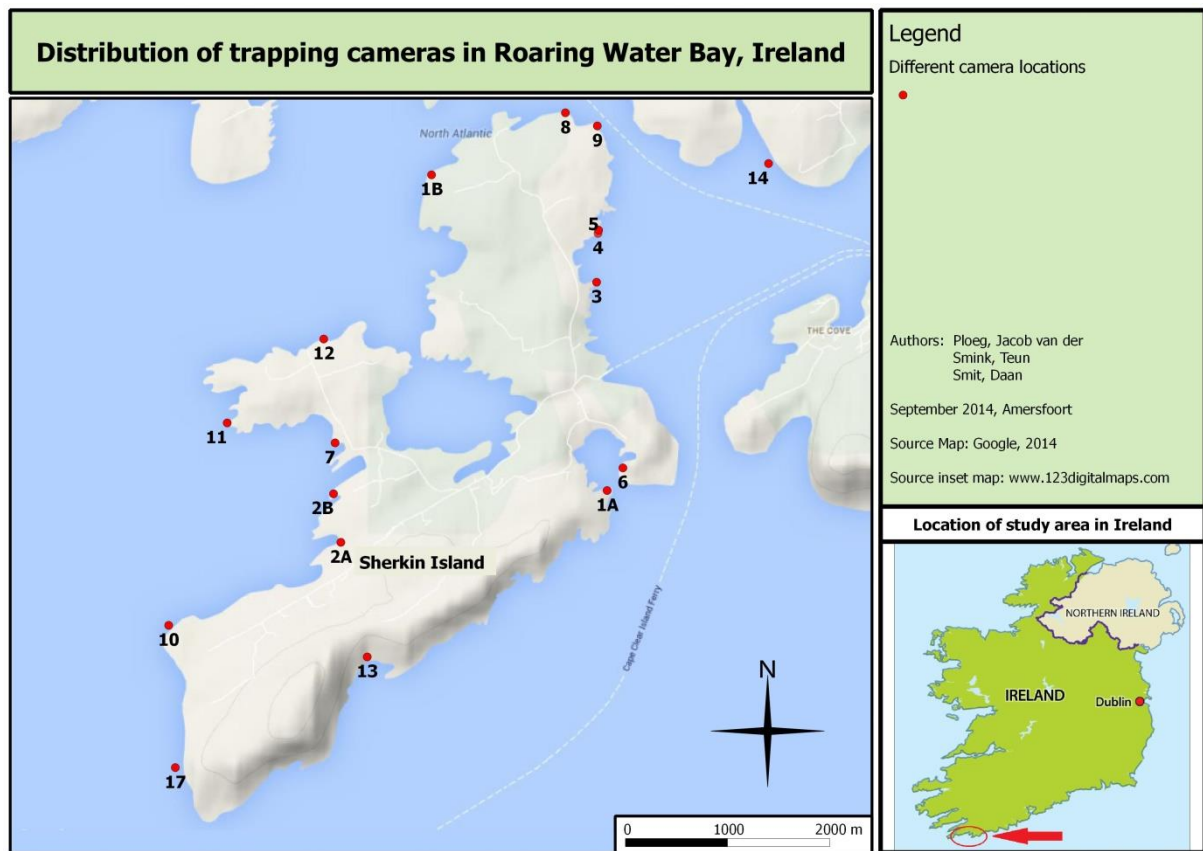 Distribution of trapping cameras in Roaring Water Bay, Ireland
Legend
Different camera locations
Authors: Ploeg, Jacob van der
Smink, Teun
Smit, Daan
September 2014, Amersfoort
Source Map: Google, 2014
Source inset map: www.123digitalmaps.com
North Atlantic
8
9
14
1B
5
4
3
THE COVE
12
11
7
6
2B
1A
2A
Sherkin Island
10
13
Cape Clear Island Ferry
N
17
0 1000 2000 m
Location of study area in Ireland
NORTHERN IRELAND
IRELAND
Dublin